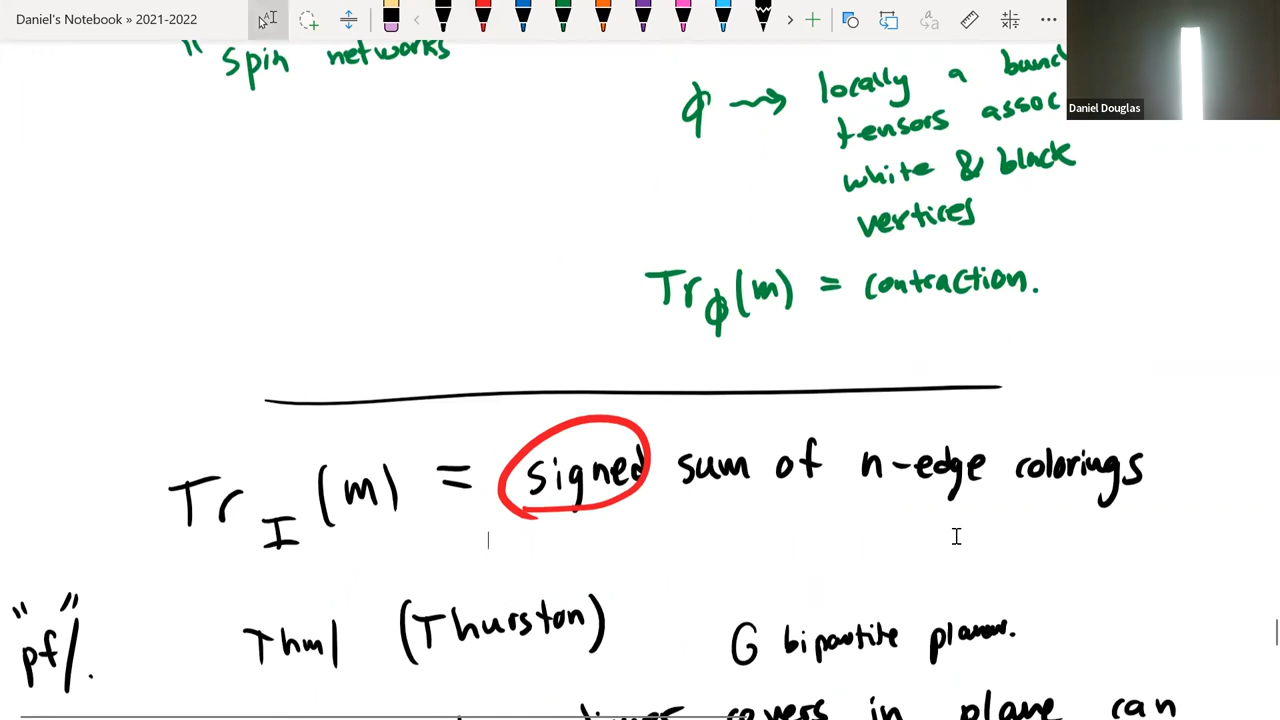 Daniel's Notebook » 2021-2022
" spin networks
ϕ ⇝ locally a bunc
tensors assoc
white & black
vertices
Daniel Douglas
Tr_ϕ(m) = contraction.
Tr_I(m) = signed sum of n-edge colorings
"pf"/. Thm/ (Thurston) G bipartite planar.
covers in plane can